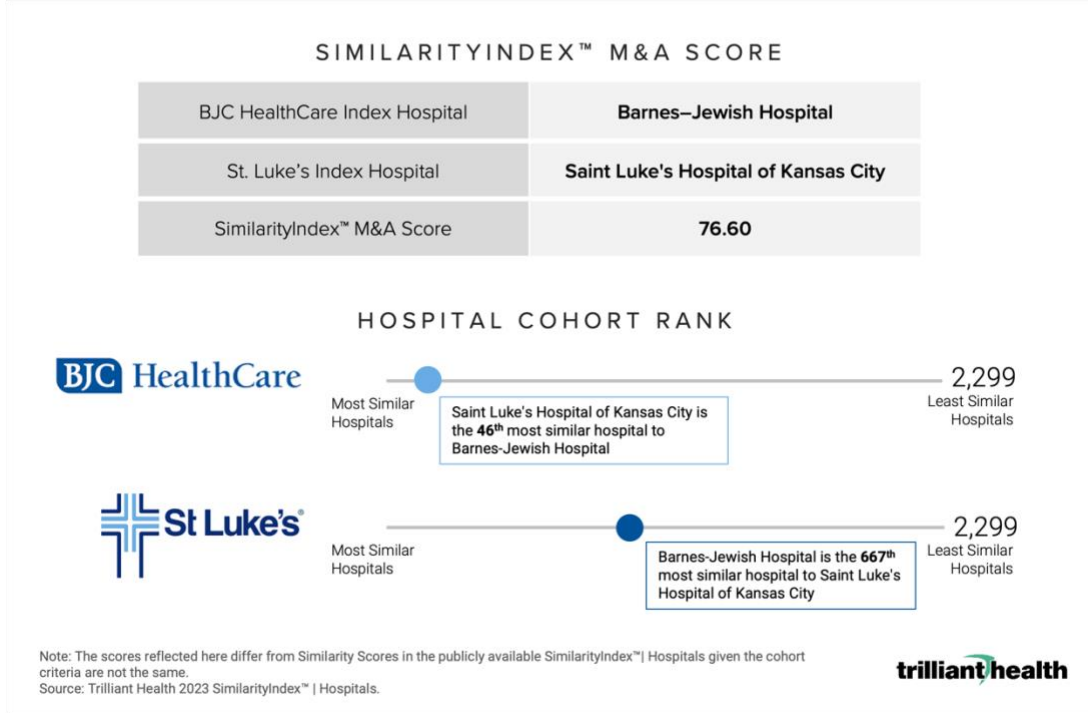 SIMILARITYINDEX™ M&A SCORE
BJC HealthCare Index Hospital
Barnes–Jewish Hospital
St. Luke's Index Hospital
Saint Luke's Hospital of Kansas City
SimilarityIndex™ M&A Score
76.60
HOSPITAL COHORT RANK
BJC HealthCare
Most Similar
Hospitals
Saint Luke's Hospital of Kansas City is
the 46th most similar hospital to
Barnes-Jewish Hospital
2,299
Least Similar
Hospitals
St Luke's®
Most Similar
Hospitals
Barnes-Jewish Hospital is the 667th
most similar hospital to Saint Luke's
Hospital of Kansas City
2,299
Least Similar
Hospitals
Note: The scores reflected here differ from Similarity Scores in the publicly available SimilarityIndex™| Hospitals given the cohort
criteria are not the same.
Source: Trilliant Health 2023 SimilarityIndex™ | Hospitals.
trilliant health